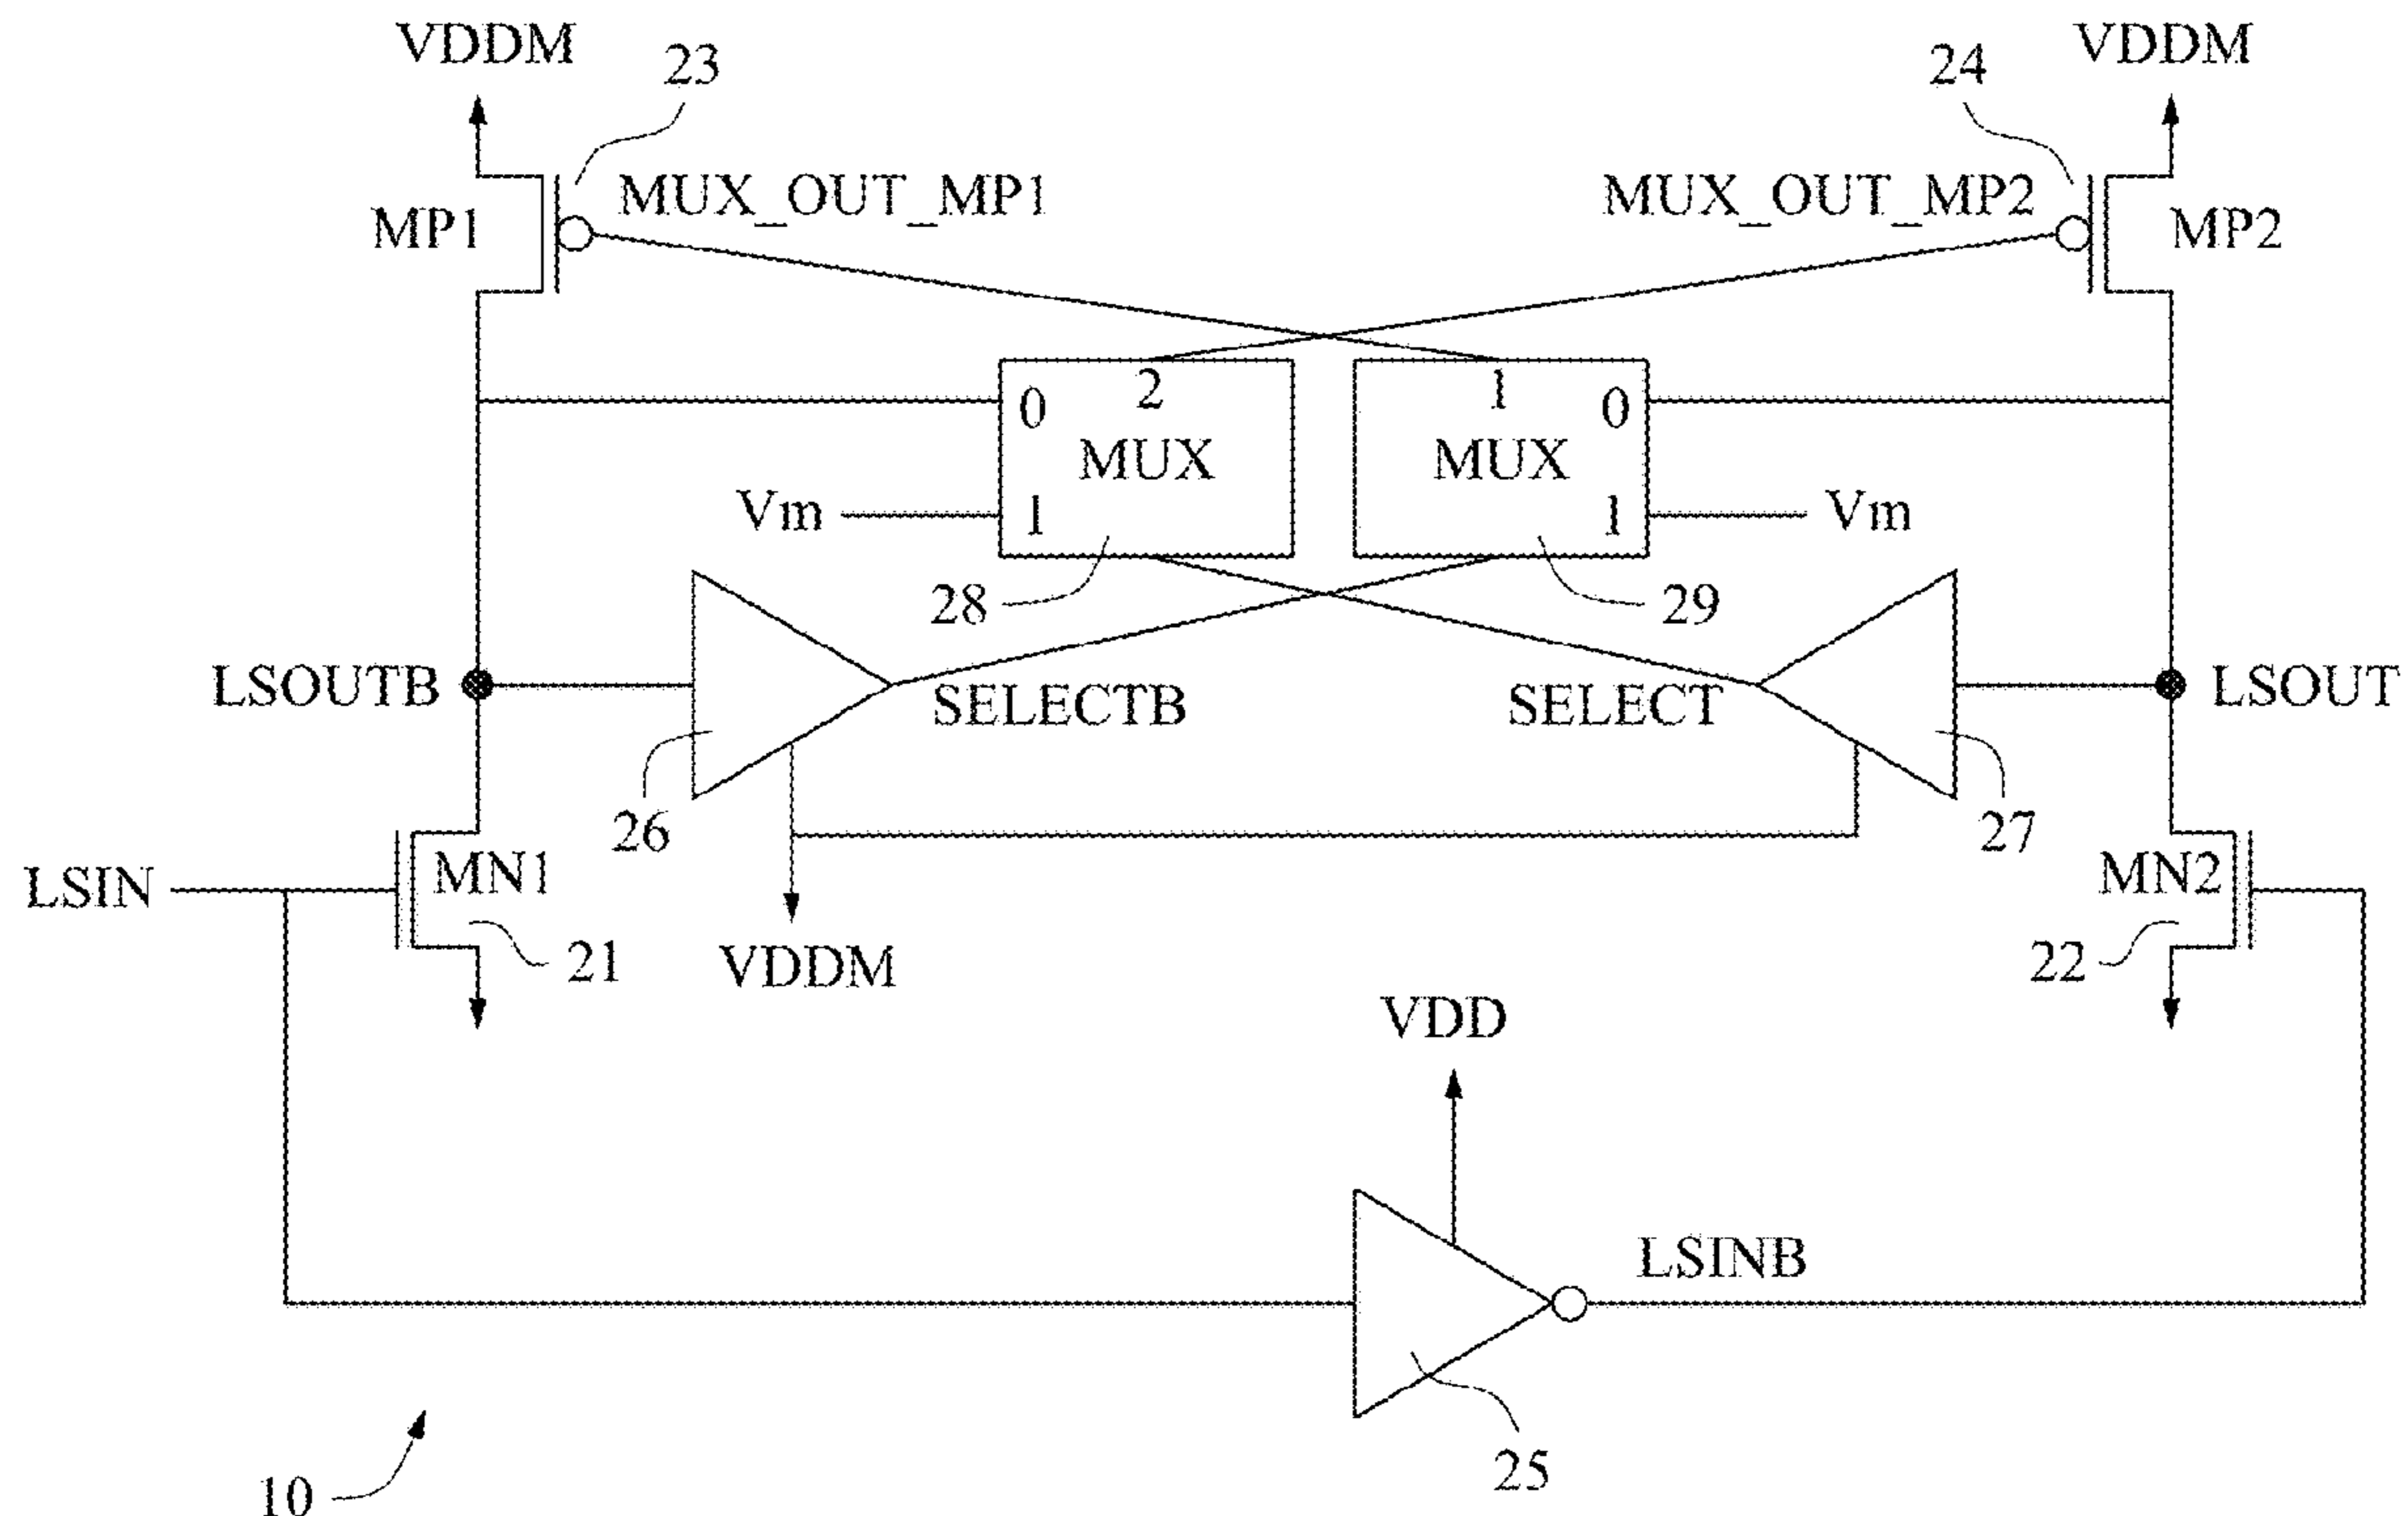 VDDM
23
24
VDDM
MP1
MUX_OUT_MP1
MUX_OUT_MP2
MP2
0
2
MUX
1
1
0
MUX
1
Vm
Vm
28
29
LSOUTB
SELECTB
SELECT
LSOUT
26
27
LSIN
MN1
21
VDDM
MN2
22
VDD
LSINB
25
10